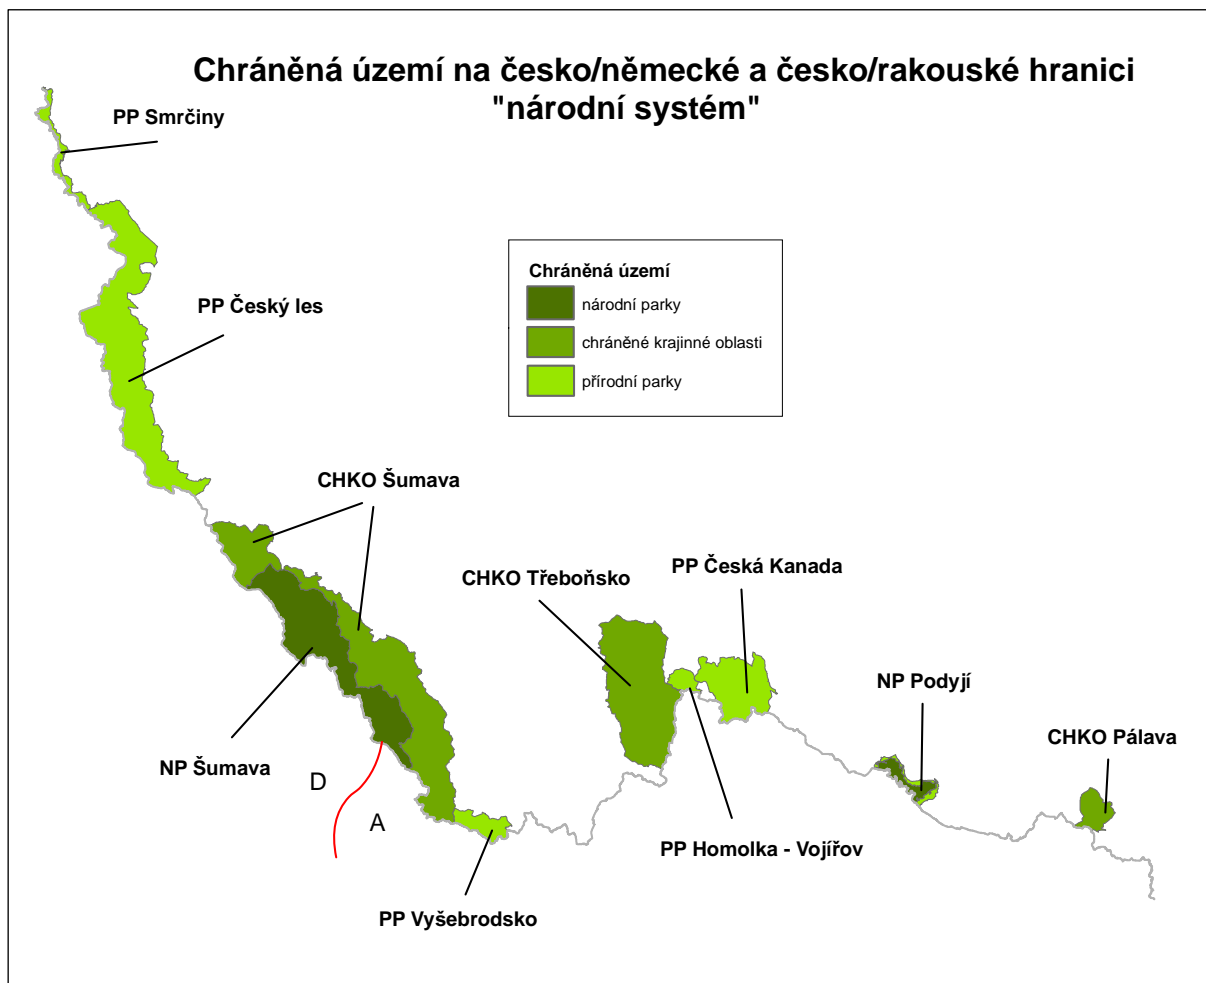 Chráněná území na česko/německé a česko/rakouské hranici
"národní systém"
PP Smrčiny
Chráněná území
národní parky
chráněné krajinné oblasti
přírodní parky
PP Český les
CHKO Šumava
CHKO Třeboňsko
PP Česká Kanada
NP Podyjí
CHKO Pálava
NP Šumava
D
A
PP Homolka - Vojířov
PP Vyšebrodsko